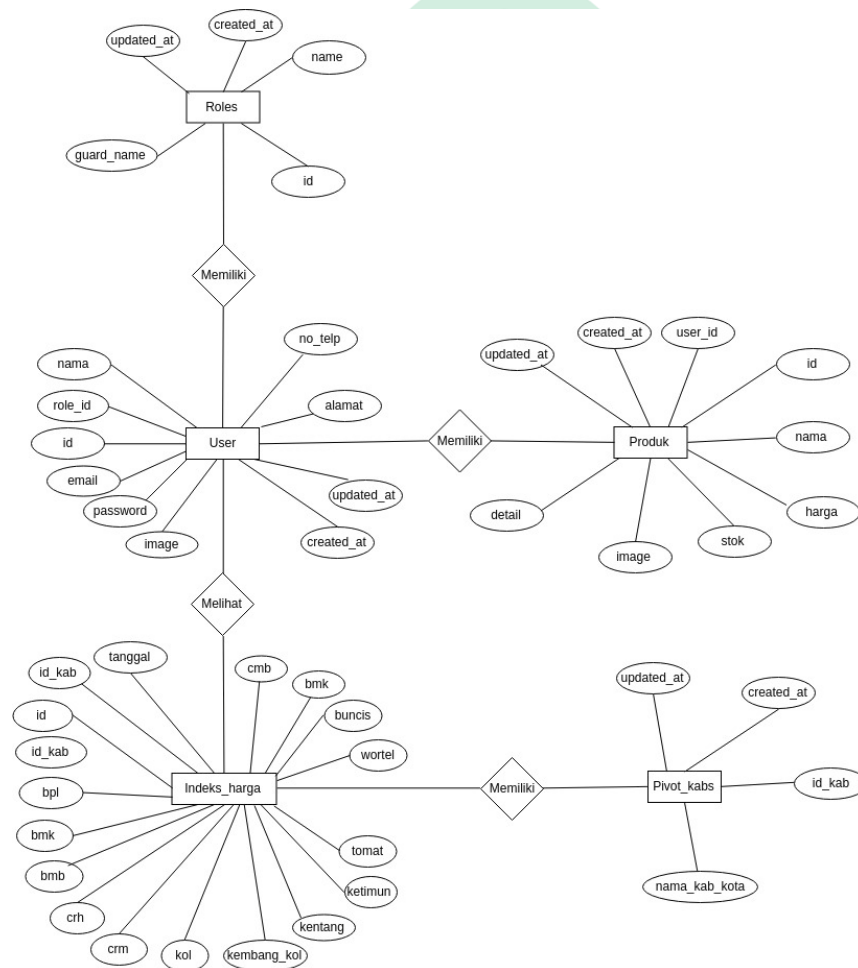 created_at
updated_at
name
Roles
guard_name
id
Memiliki
no_telp
nama
alamat
role_id
id
User
email
password
image
updated_at
created_at
Memiliki
created_at
user_id
updated_at
id
nama
Produk
harga
detail
stok
image
Melihat
tanggal
cmb
id_kab
bmk
id
buncis
id_kab
wortel
bpl
Indeks_harga
bmk
tomat
bmb
ketimun
crh
kentang
crm
kol
kembang_kol
Memiliki
updated_at
created_at
id_kab
Pivot_kabs
nama_kab_kota